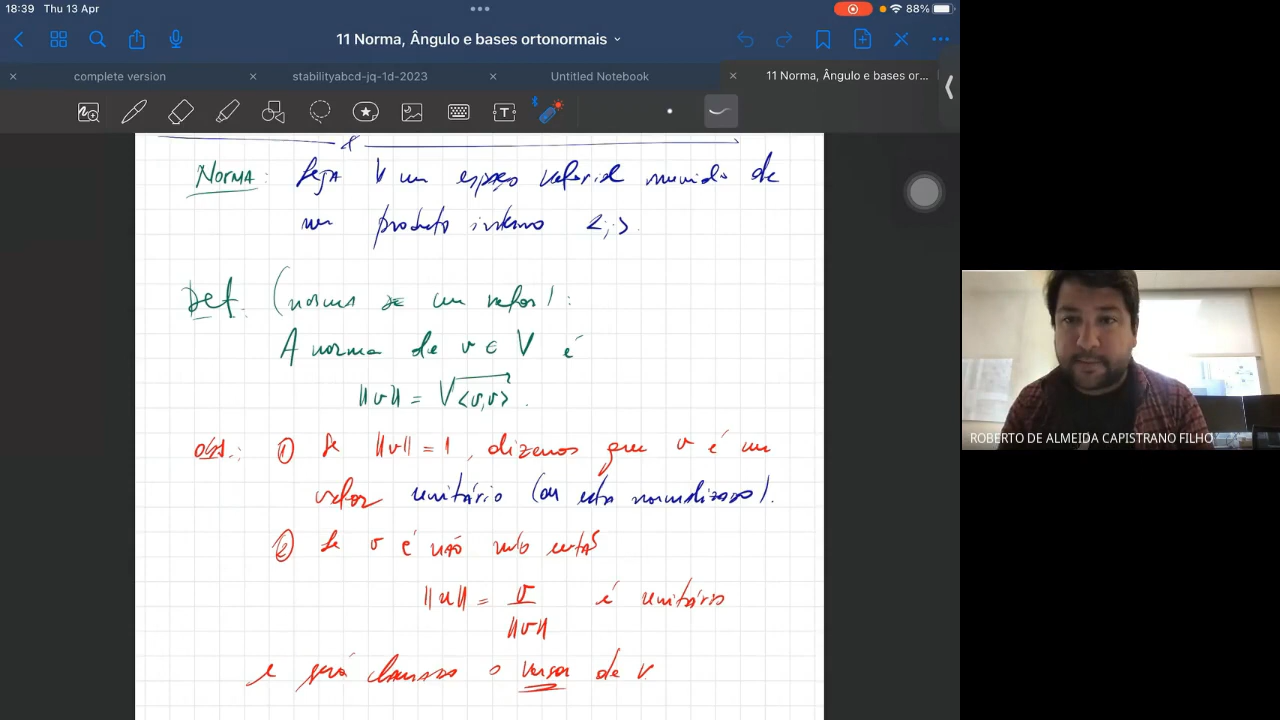 18:39 Thu 13 Apr
88%
11 Norma, Ângulo e bases ortonormais
complete version
stabilityabcd-jq-1d-2023
Untitled Notebook
11 Norma, Ângulo e bases or...
NORMA: Seja V um espaço vetorial munido de
um produto interno <,>.
Def. (norma de um vetor):
A norma de v ∈ V é
||v|| = √<v,v>.
OBS.: ① Se ||v|| = 1, dizemos que v é um
vetor unitário (ou está normalizado).
② Se v é não nulo então
||u|| = v / ||v|| é unitário
e será chamado o versor de v
ROBERTO DE ALMEIDA CAPISTRANO FILHO